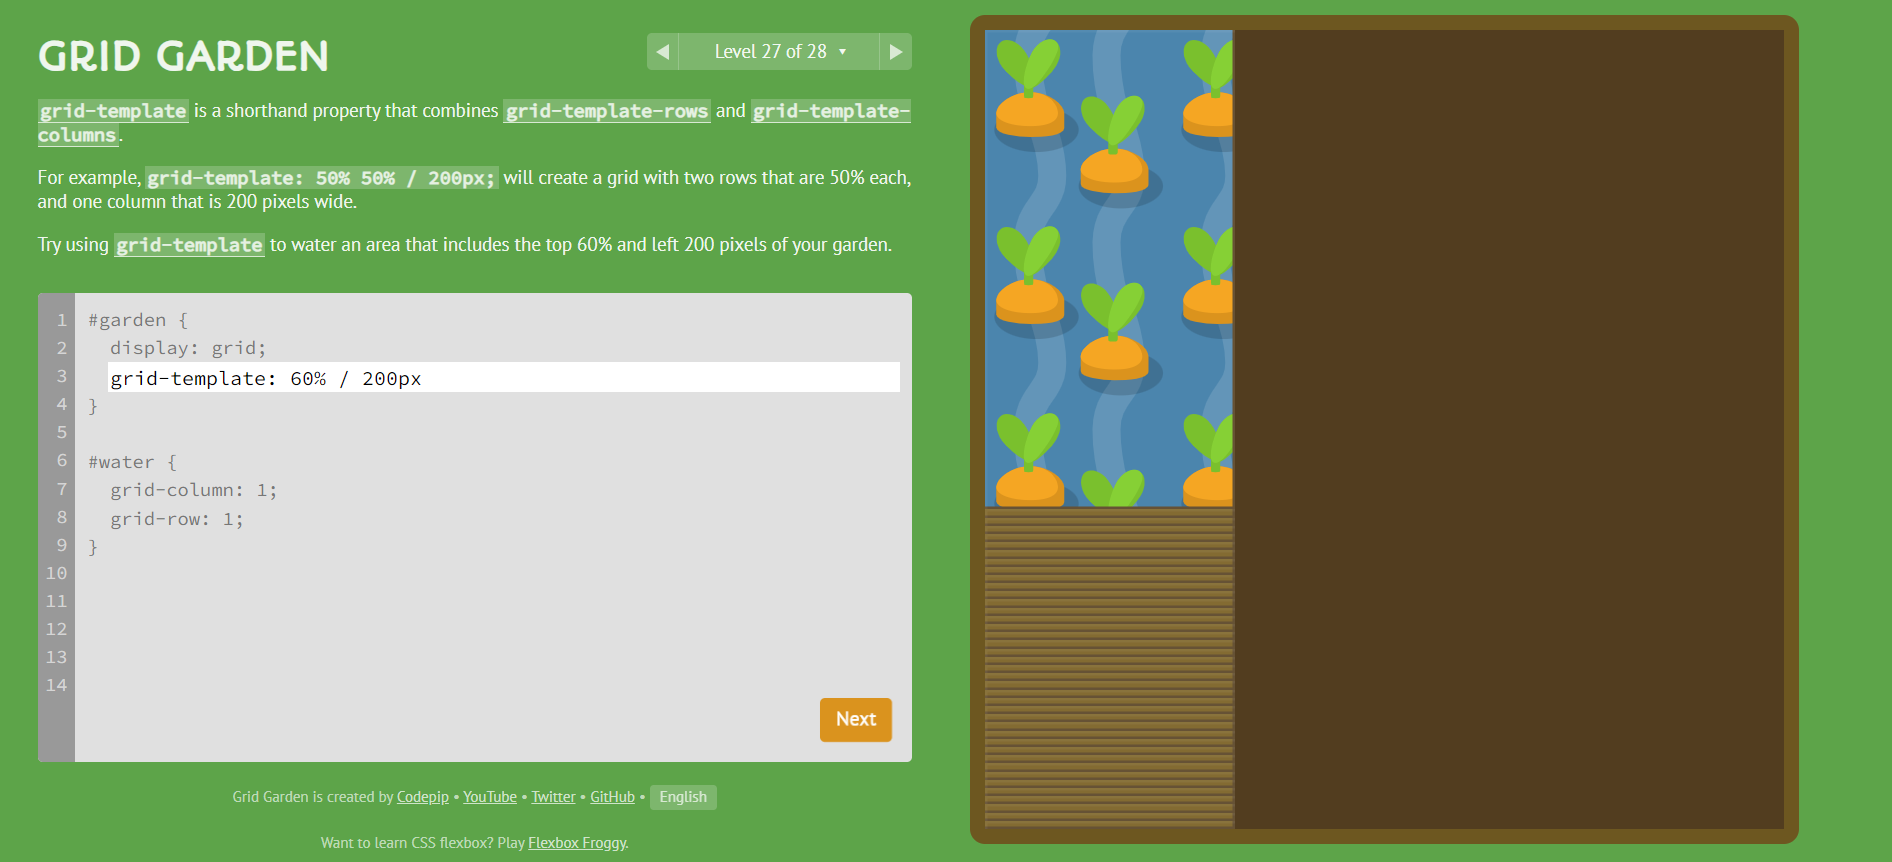 GRID GARDEN
◀ Level 27 of 28 ▾ ▶
grid-template is a shorthand property that combines grid-template-rows and grid-template-
columns.
For example, grid-template: 50% 50% / 200px; will create a grid with two rows that are 50% each,
and one column that is 200 pixels wide.
Try using grid-template to water an area that includes the top 60% and left 200 pixels of your garden.
1 #garden {
2 display: grid;
3 grid-template: 60% / 200px
4 }
5
6 #water {
7 grid-column: 1;
8 grid-row: 1;
9 }
10
11
12
13
14
Next
Grid Garden is created by Codepip • YouTube • Twitter • GitHub • English
Want to learn CSS flexbox? Play Flexbox Froggy.